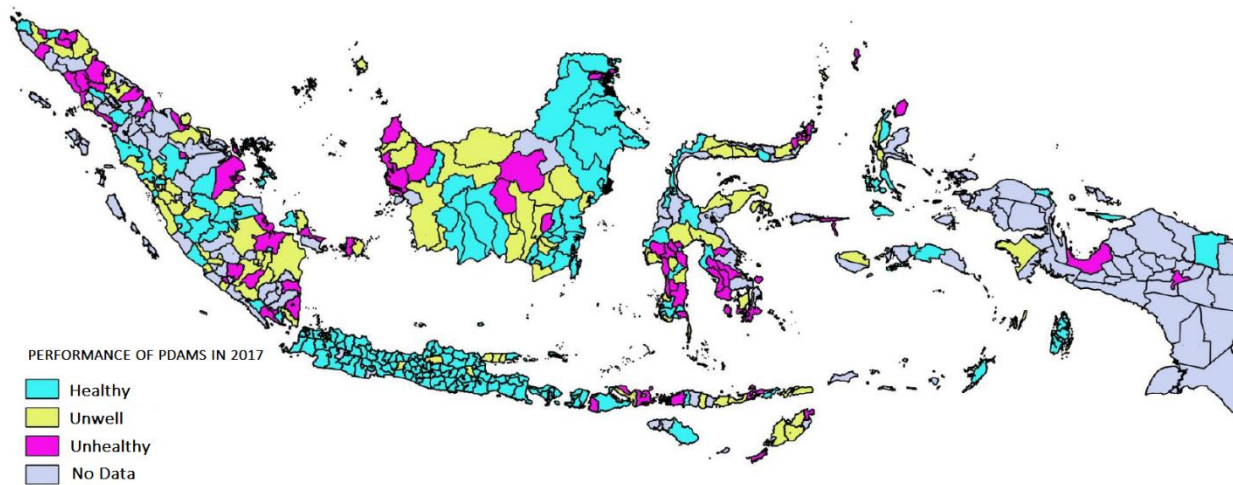 PERFORMANCE OF PDAMS IN 2017
Healthy
Unwell
Unhealthy
No Data